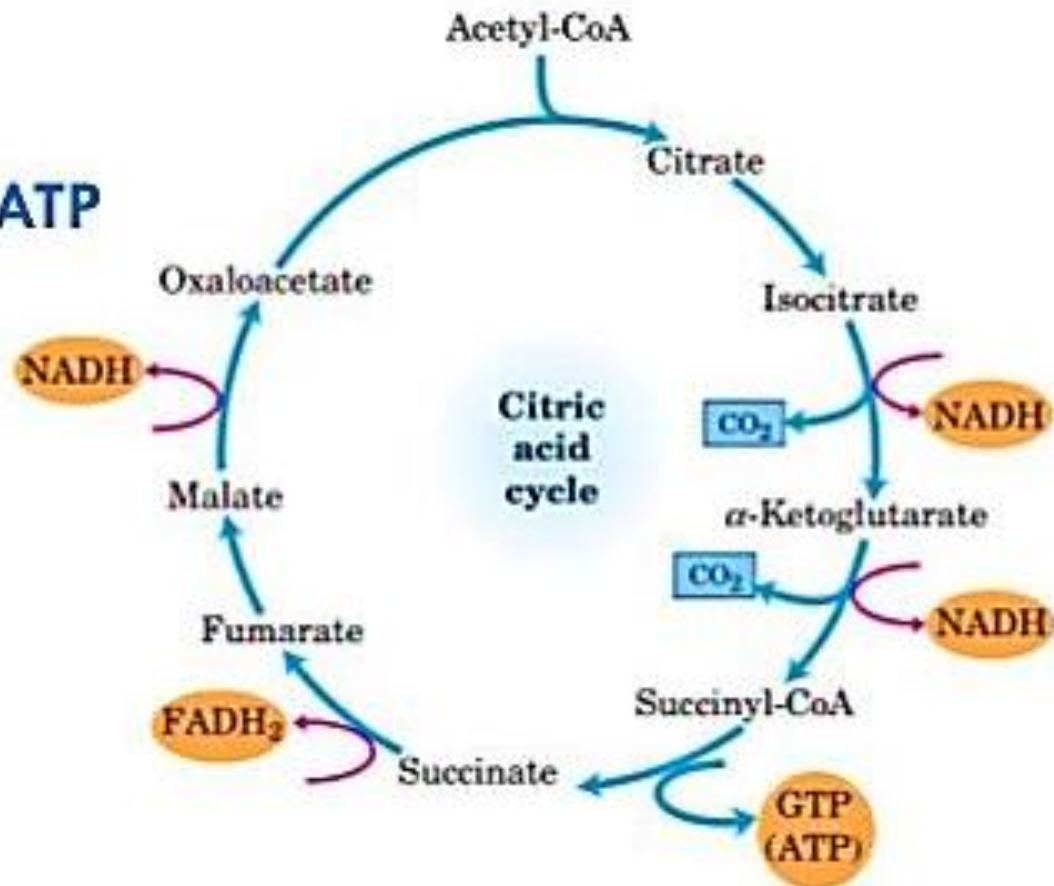 Acetyl-CoA
ATP
Citrate
Oxaloacetate
Isocitrate
NADH
Citric
acid
cycle
CO₂
NADH
Malate
α-Ketoglutarate
CO₂
NADH
Fumarate
Succinyl-CoA
FADH₂
Succinate
GTP
(ATP)